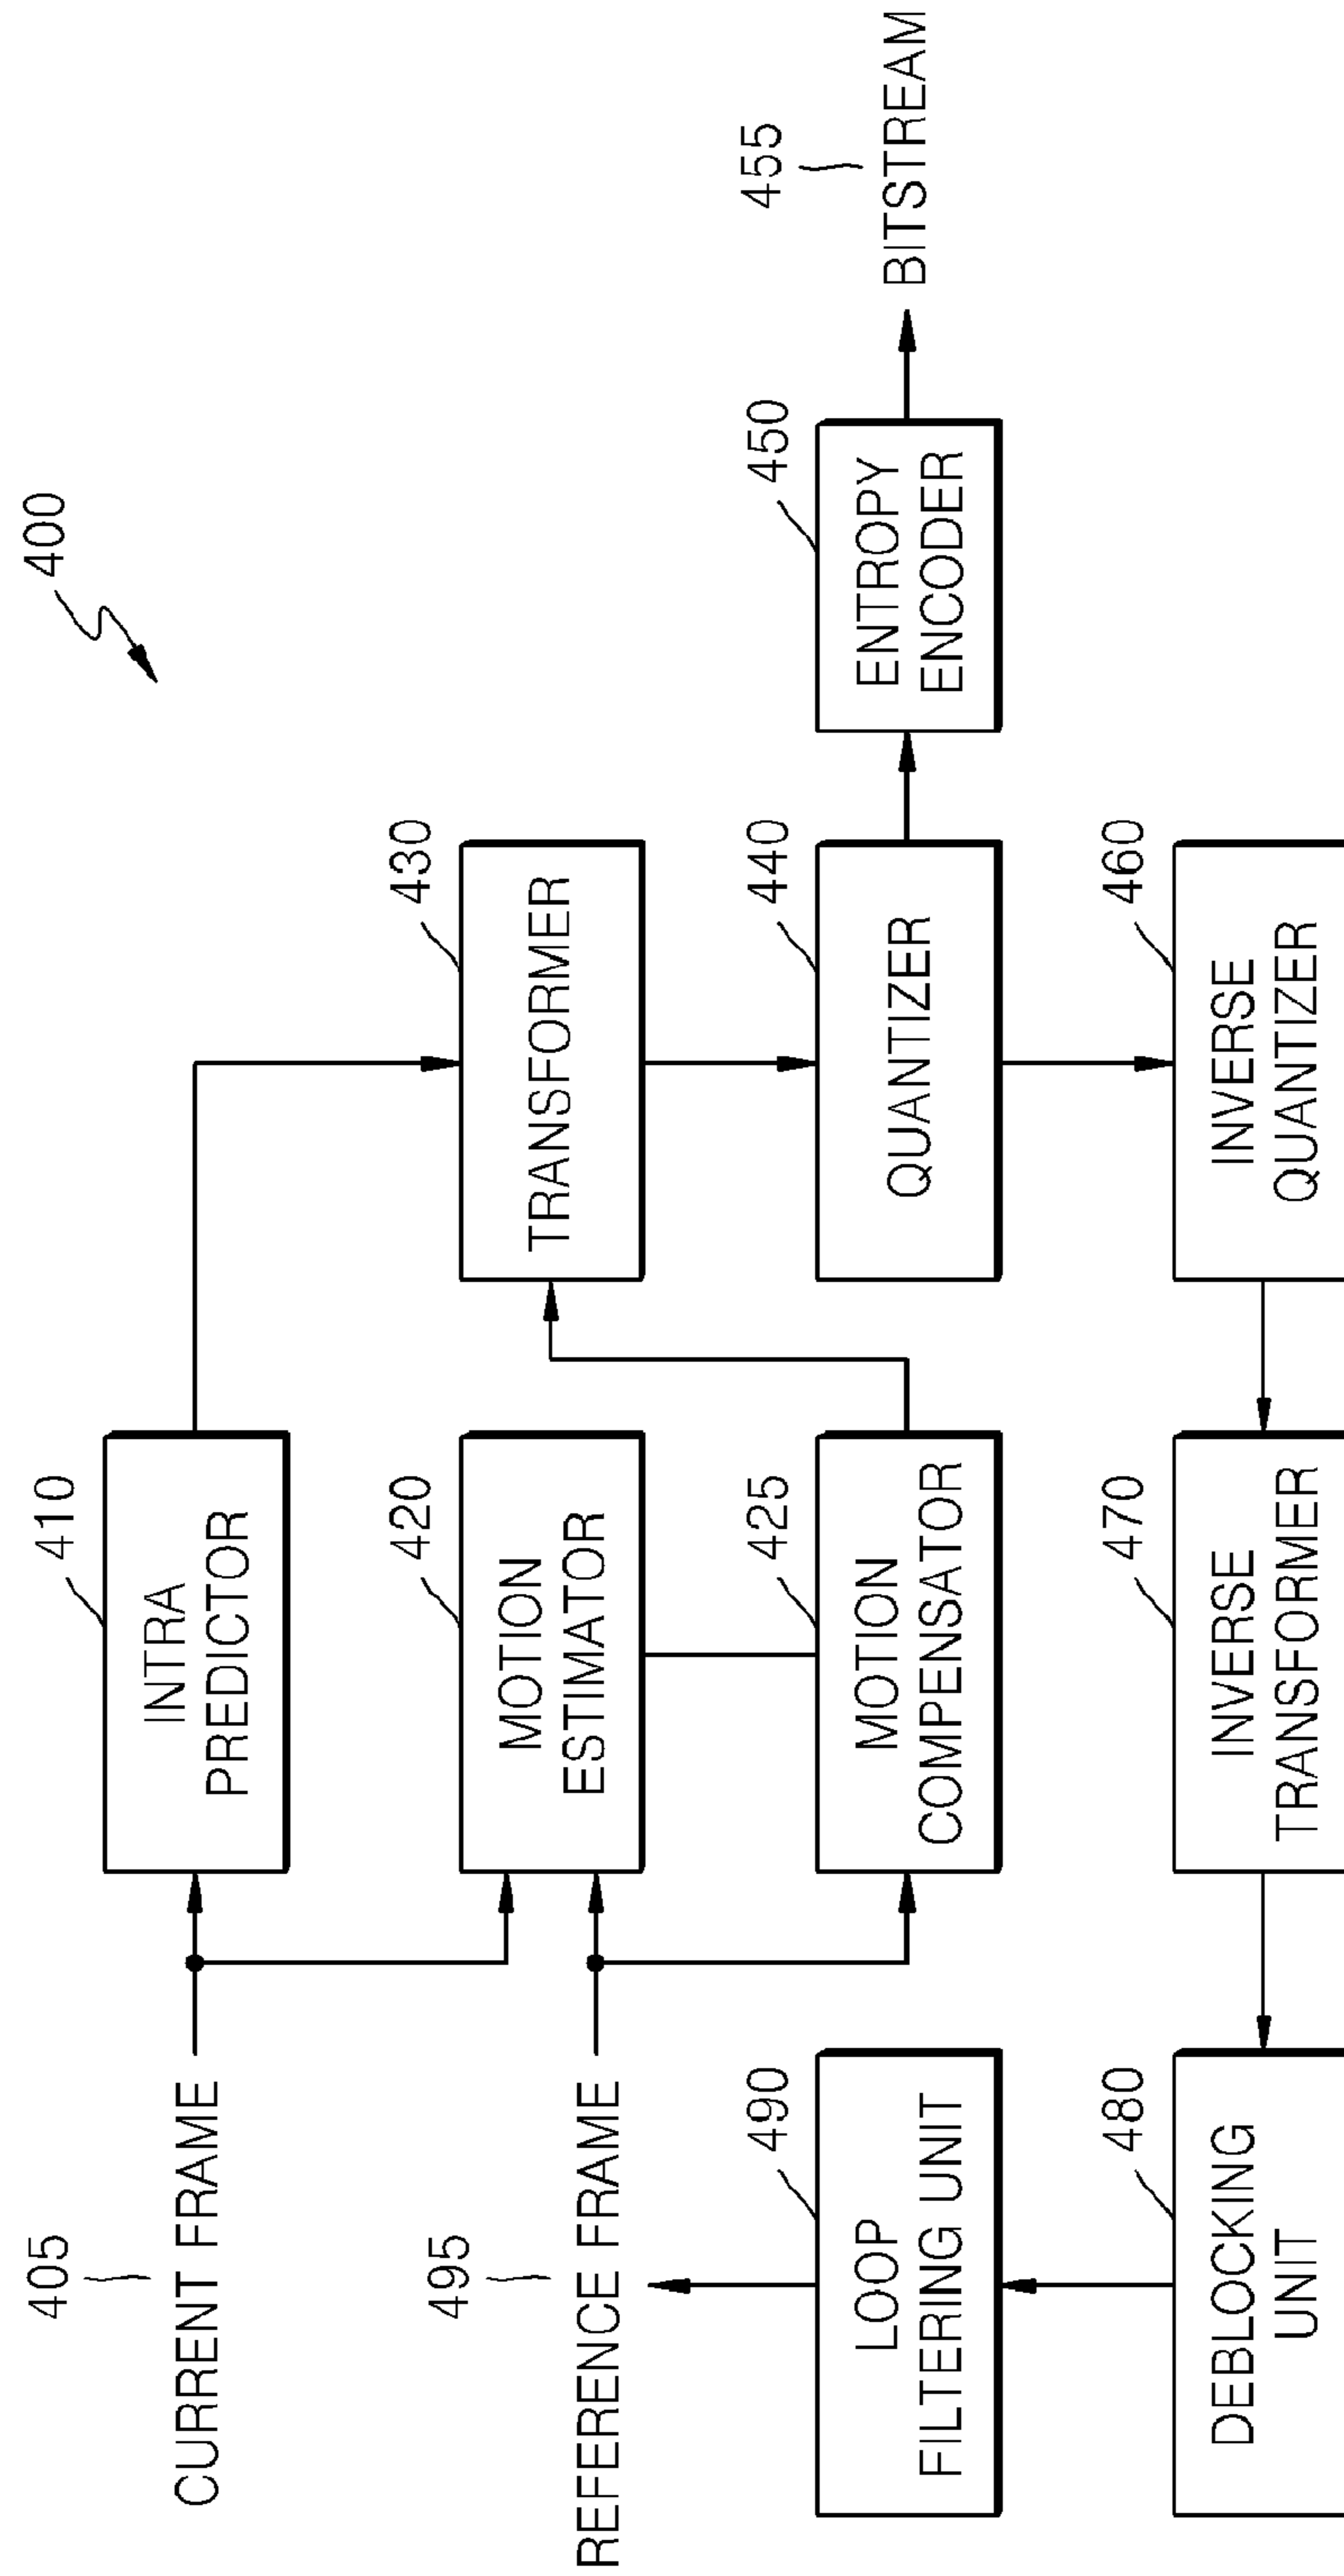 400
405
CURRENT FRAME
410
INTRA
PREDICTOR
495
REFERENCE FRAME
420
MOTION
ESTIMATOR
430
TRANSFORMER
490
LOOP
FILTERING UNIT
425
MOTION
COMPENSATOR
440
QUANTIZER
450
ENTROPY
ENCODER
455
BITSTREAM
480
DEBLOCKING
UNIT
470
INVERSE
TRANSFORMER
460
INVERSE
QUANTIZER